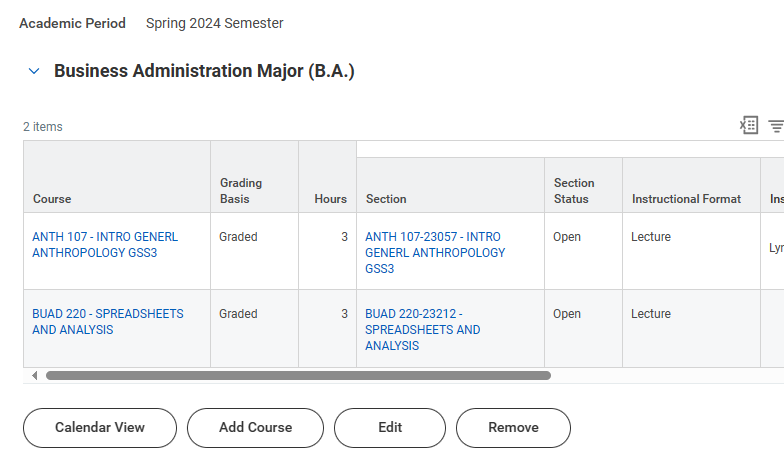 Academic Period Spring 2024 Semester
Business Administration Major (B.A.)
2 items
Course
Grading
Basis
Hours
Section
Section
Status
Instructional Format
ANTH 107 - INTRO GENERL
ANTHROPOLOGY GSS3
Graded
3
ANTH 107-23057 - INTRO
GENERL ANTHROPOLOGY
GSS3
Open
Lecture
BUAD 220 - SPREADSHEETS
AND ANALYSIS
Graded
3
BUAD 220-23212 -
SPREADSHEETS AND
ANALYSIS
Open
Lecture
Calendar View
Add Course
Edit
Remove